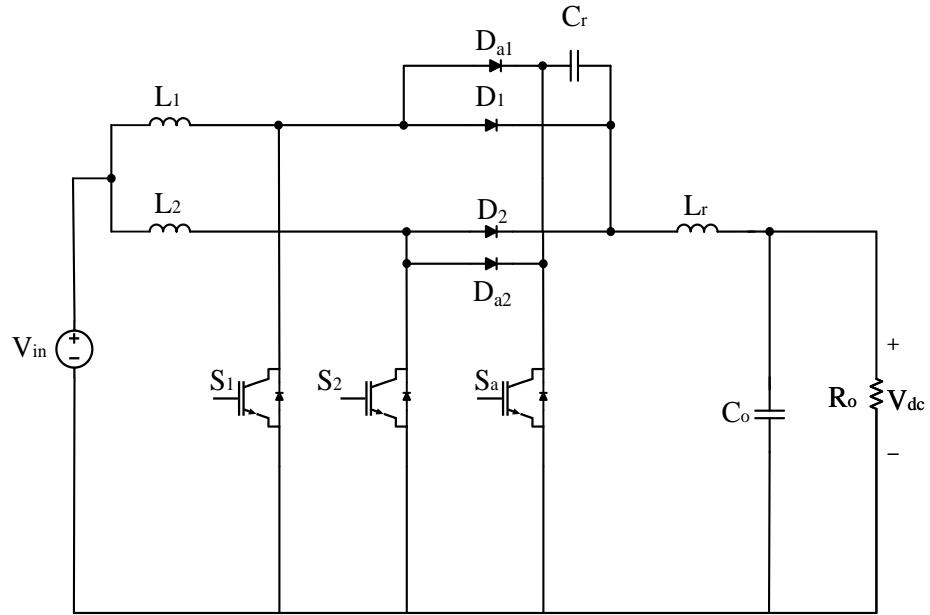 Cr
Da1
L1
D1
L2
D2
Lr
Da2
Vin
+
−
S1
S2
Sa
Co
Ro
+
Vdc
−